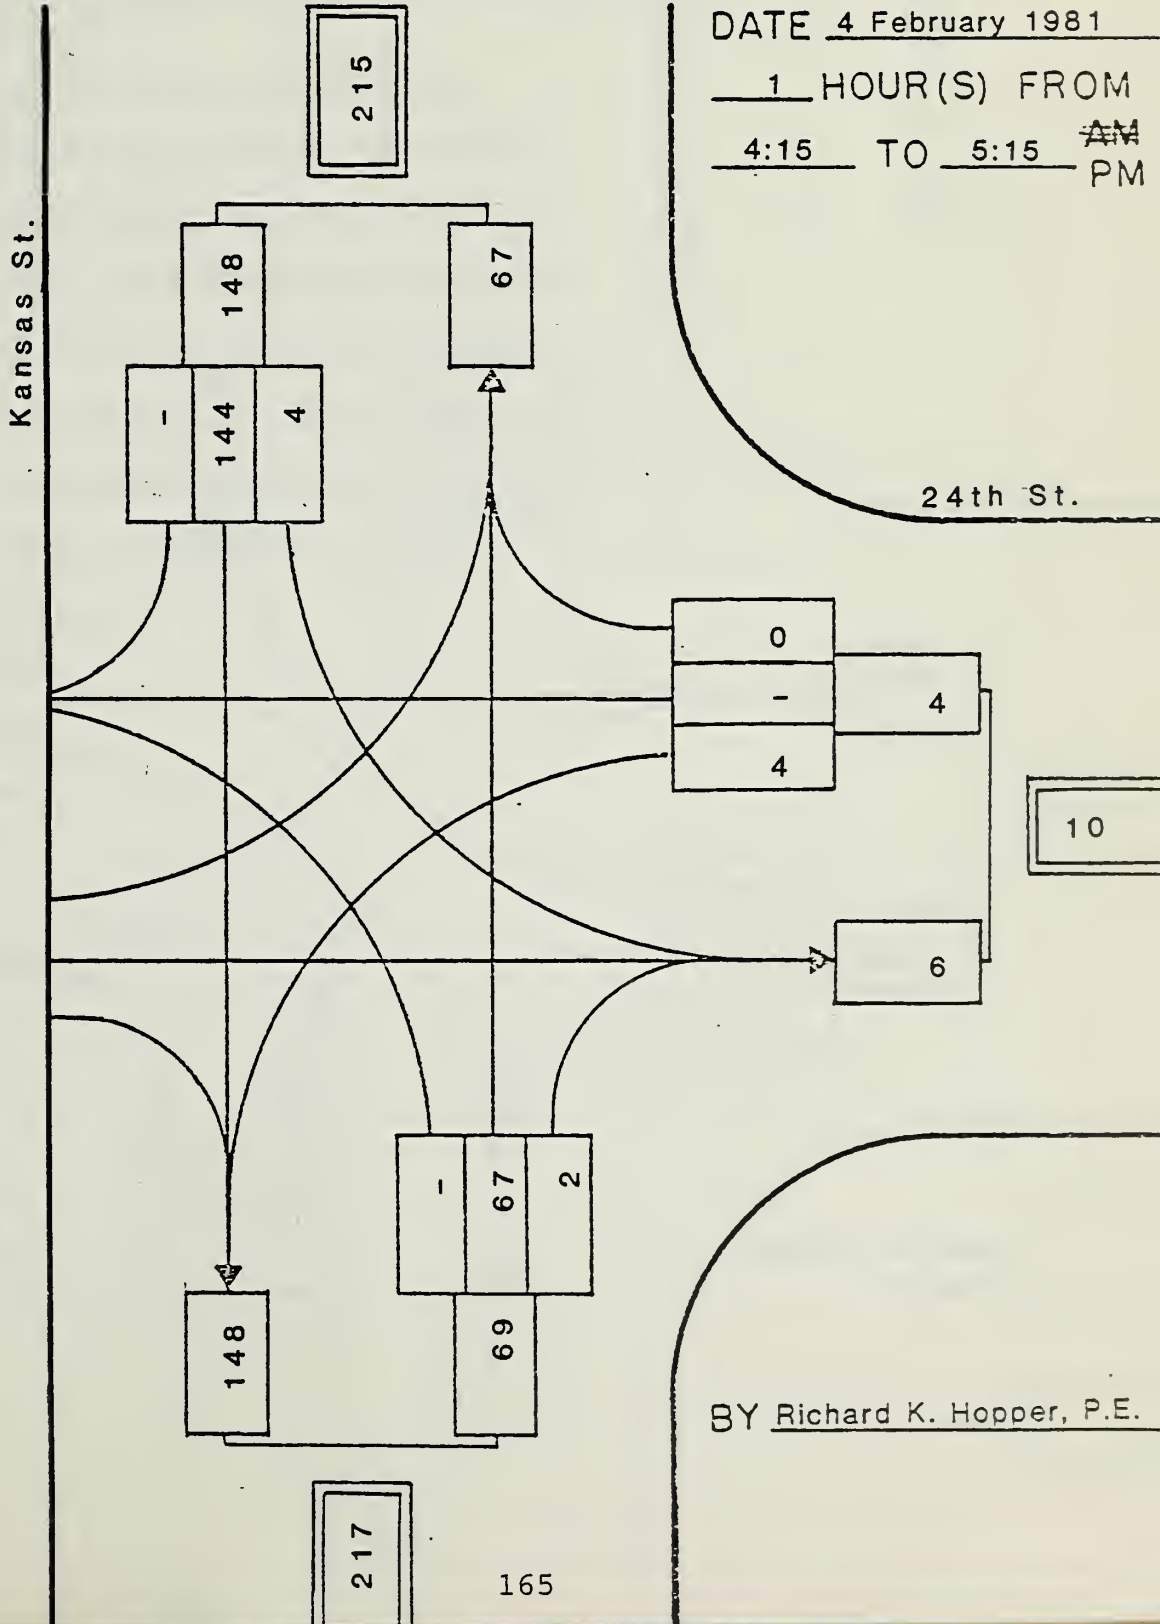 DATE 4 February 1981
1 HOUR(S) FROM
4:15 TO 5:15 AM
PM
215
Kansas St.
148
67
-
144
4
24th St.
0
-
4
4
10
6
-
67
2
148
69
BY Richard K. Hopper, P.E.
217
165